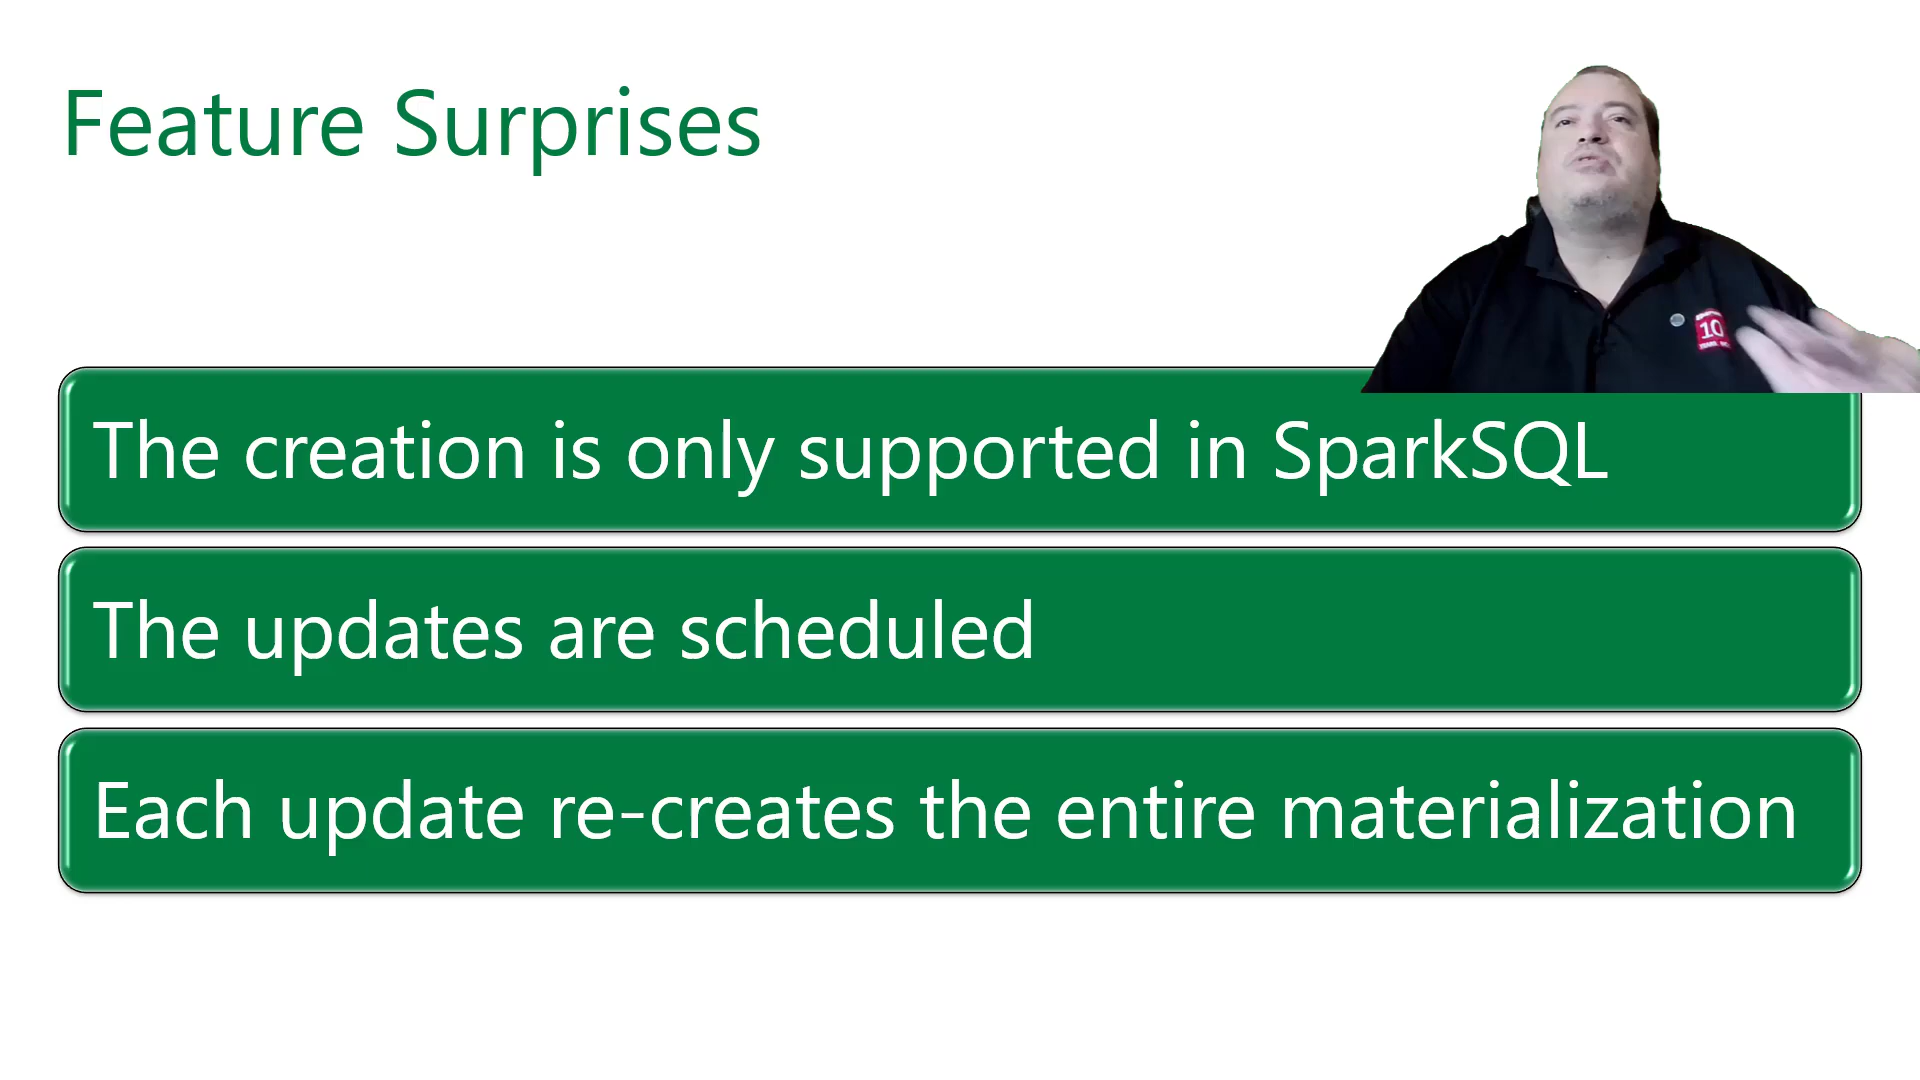 Feature Surprises
10
The creation is only supported in SparkSQL
The updates are scheduled
Each update re-creates the entire materialization